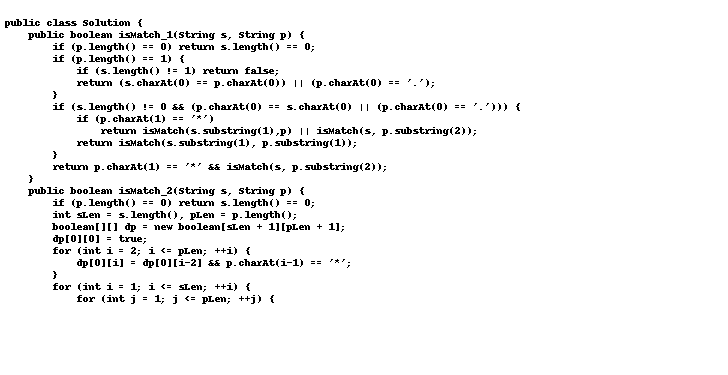 public class Solution {
    public boolean isMatch_1(String s, String p) {
        if (p.length() == 0) return s.length() == 0;
        if (p.length() == 1) {
            if (s.length() != 1) return false;
            return (s.charAt(0) == p.charAt(0)) || (p.charAt(0) == '.');
        }
        if (s.length() != 0 && (p.charAt(0) == s.charAt(0) || (p.charAt(0) == '.'))) {
            if (p.charAt(1) == '*')
                return isMatch(s.substring(1),p) || isMatch(s, p.substring(2));
            return isMatch(s.substring(1), p.substring(1));
        }
        return p.charAt(1) == '*' && isMatch(s, p.substring(2));
    }
    public boolean isMatch_2(String s, String p) {
        if (p.length() == 0) return s.length() == 0;
        int sLen = s.length(), pLen = p.length();
        boolean[][] dp = new boolean[sLen + 1][pLen + 1];
        dp[0][0] = true;
        for (int i = 2; i <= pLen; ++i) {
            dp[0][i] = dp[0][i-2] && p.charAt(i-1) == '*';
        }
        for (int i = 1; i <= sLen; ++i) {
            for (int j = 1; j <= pLen; ++j) {